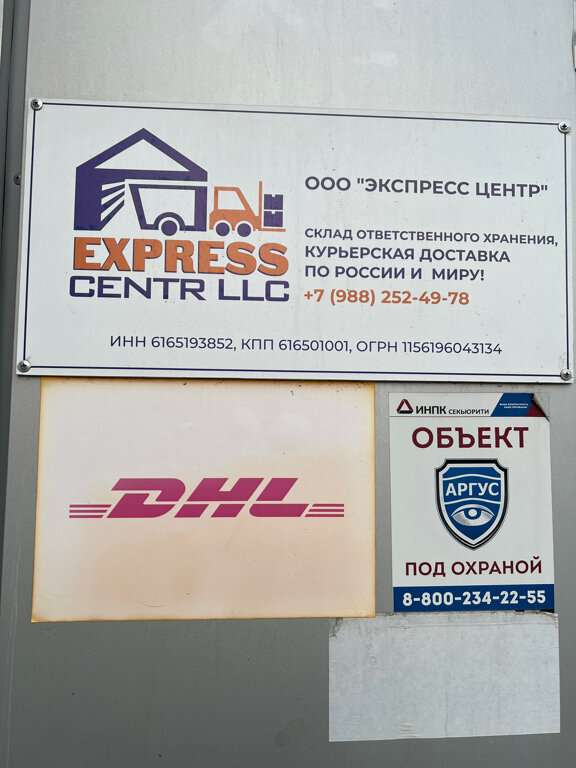 ООО "ЭКСПРЕСС ЦЕНТР"
EXPRESS
CENTR LLC
СКЛАД ОТВЕТСТВЕННОГО ХРАНЕНИЯ,
КУРЬЕРСКАЯ ДОСТАВКА
ПО РОССИИ И МИРУ!
+7 (988) 252-49-78
ИНН 6165193852, КПП 616501001, ОГРН 1156196043134
DHL
ИНПК СЕКЬЮРИТИ
ОБЪЕКТ
АРГУС
ПОД ОХРАНОЙ
8-800-234-22-55